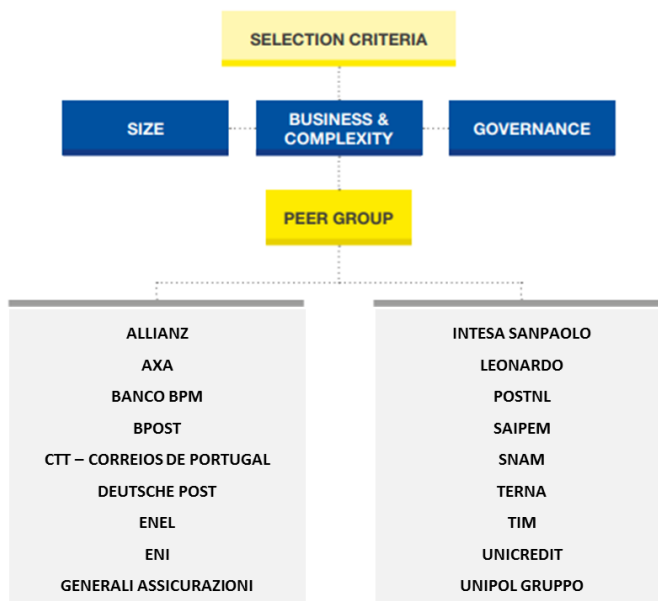 SELECTION CRITERIA
SIZE
BUSINESS &
COMPLEXITY
GOVERNANCE
PEER GROUP
ALLIANZ
AXA
BANCO BPM
BPOST
CTT – CORREIOS DE PORTUGAL
DEUTSCHE POST
ENEL
ENI
GENERALI ASSICURAZIONI
INTESA SANPAOLO
LEONARDO
POSTNL
SAIPEM
SNAM
TERNA
TIM
UNICREDIT
UNIPOL GRUPPO